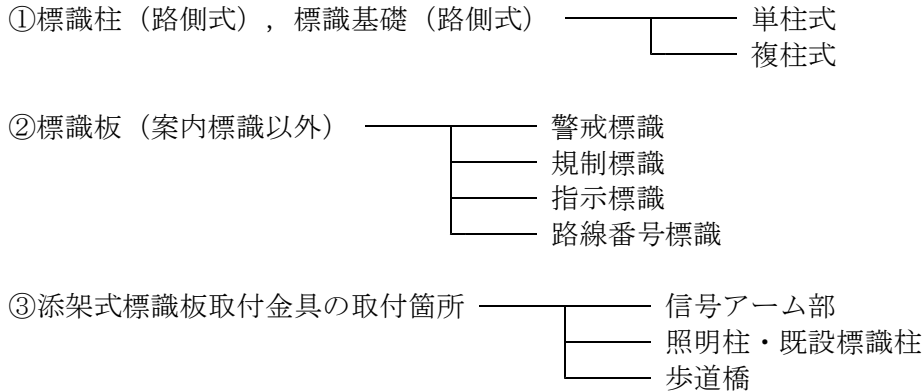 ①標識柱（路側式），標識基礎（路側式） 単柱式
複柱式
②標識板（案内標識以外） 警戒標識
規制標識
指示標識
路線番号標識
③添架式標識板取付金具の取付箇所 信号アーム部
照明柱・既設標識柱
歩道橋